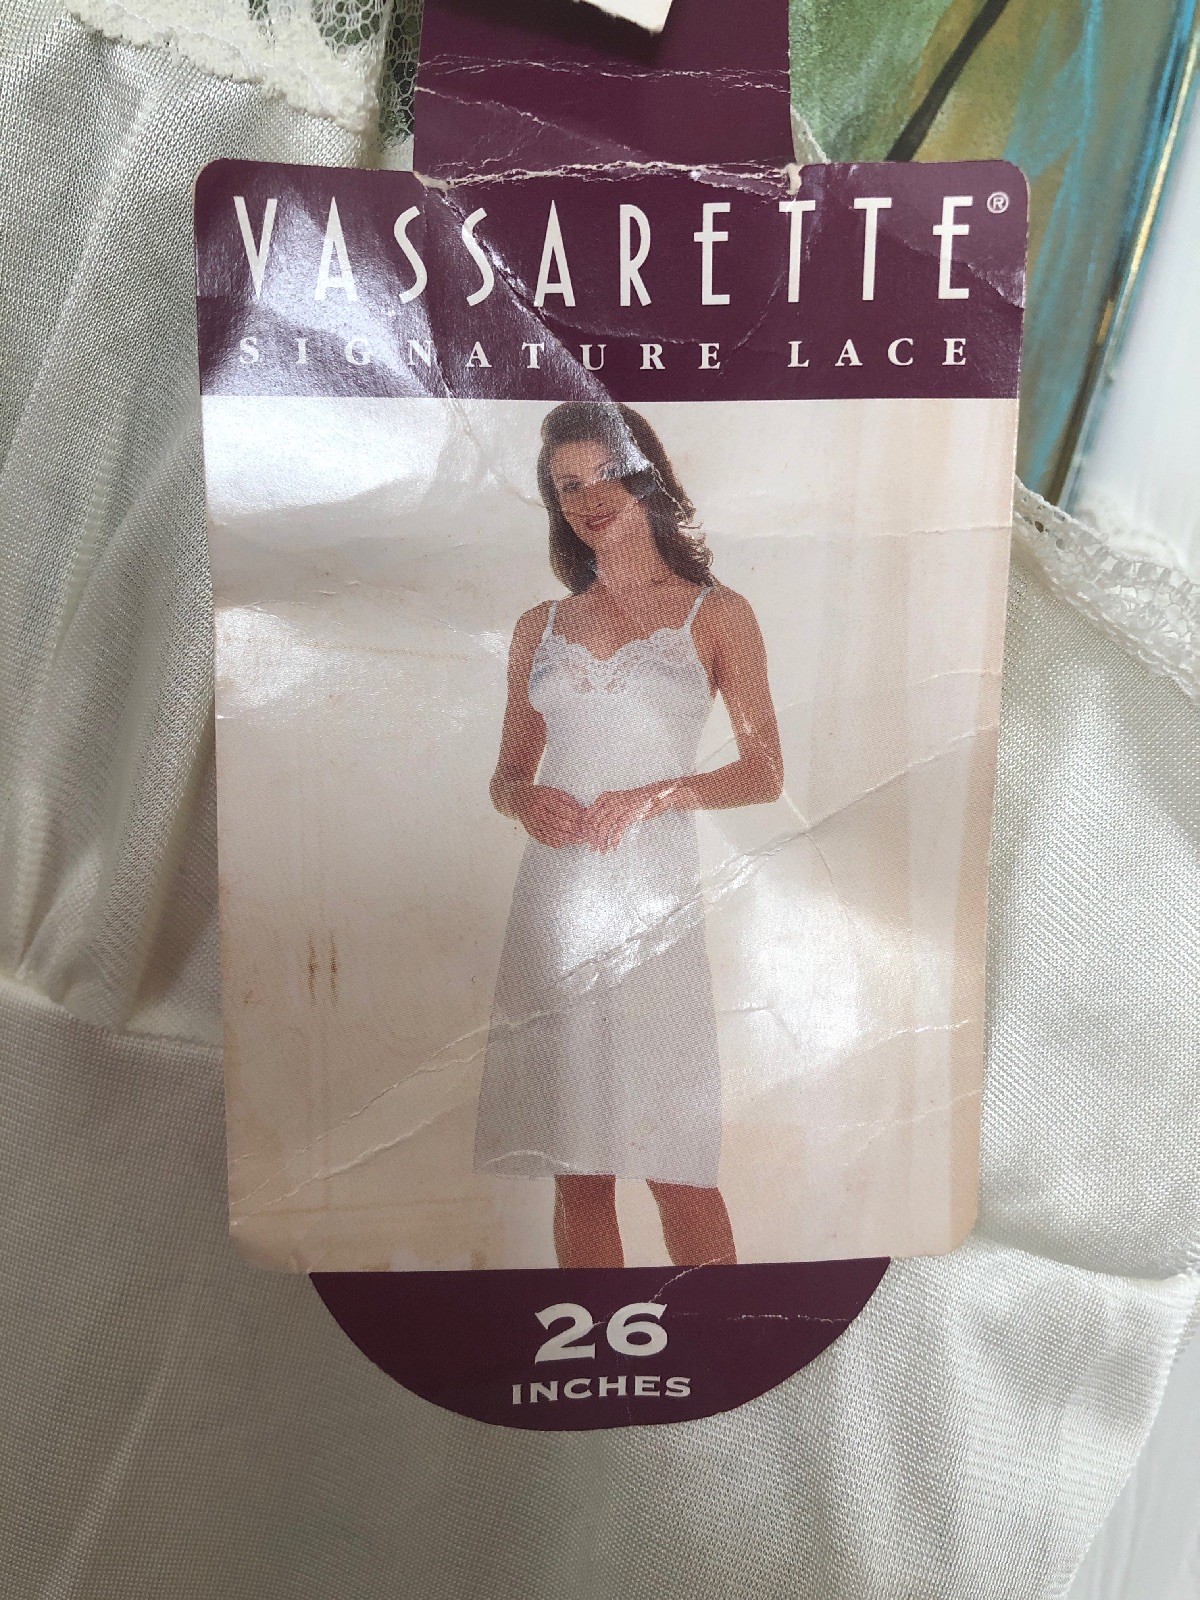 VASSARETTE®
SIGNATURE LACE
26
INCHES